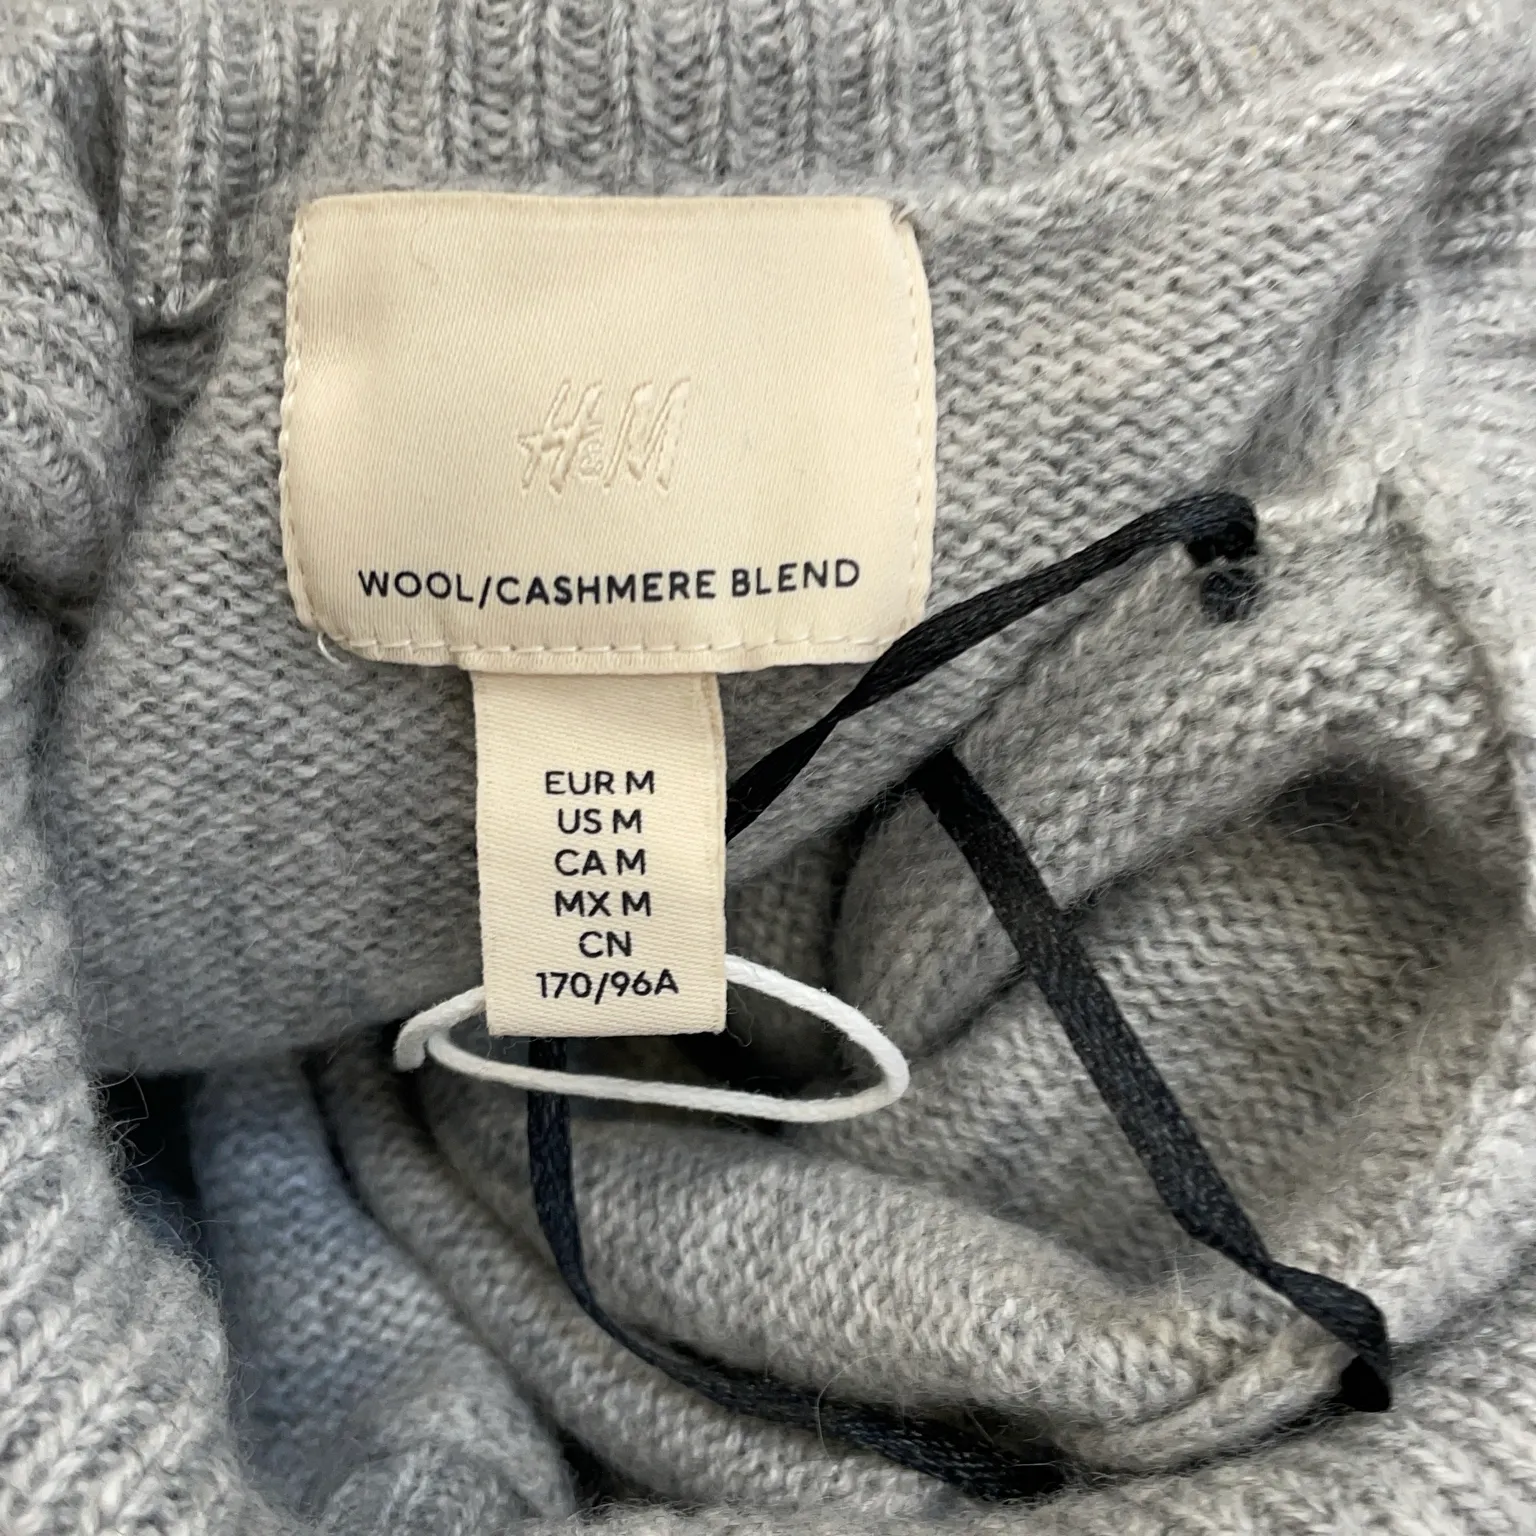 H&M
WOOL/CASHMERE BLEND
EUR M
US M
CA M
MX M
CN
170/96A